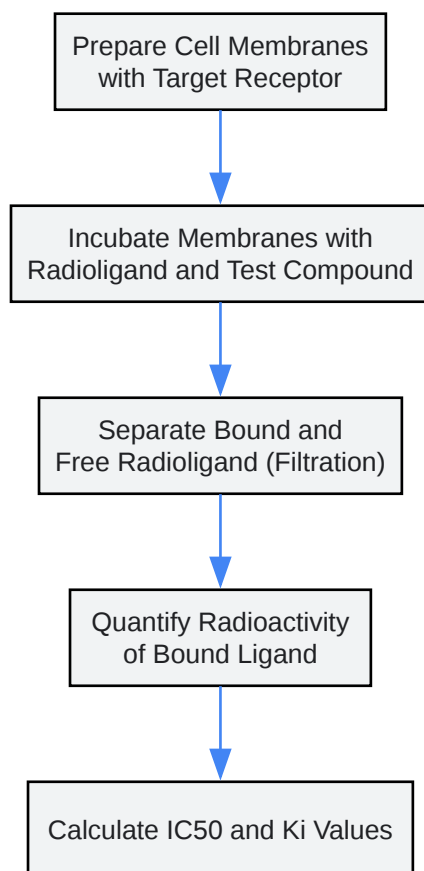 Prepare Cell Membranes
with Target Receptor
Incubate Membranes with
Radioligand and Test Compound
Separate Bound and
Free Radioligand (Filtration)
Quantify Radioactivity
of Bound Ligand
Calculate IC50 and Ki Values